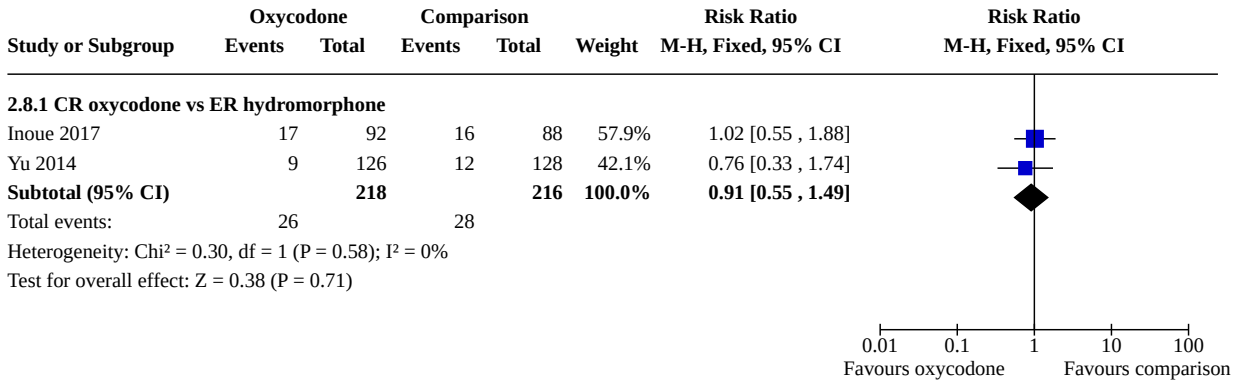 Oxycodone Comparison Risk Ratio Risk Ratio
Study or Subgroup Events Total Events Total Weight M-H, Fixed, 95% CI M-H, Fixed, 95% CI
2.8.1 CR oxycodone vs ER hydromorphone
Inoue 2017 17 92 16 88 57.9% 1.02 [0.55 , 1.88]
Yu 2014 9 126 12 128 42.1% 0.76 [0.33 , 1.74]
Subtotal (95% CI) 218 216 100.0% 0.91 [0.55 , 1.49]
Total events: 26 28
Heterogeneity: Chi² = 0.30, df = 1 (P = 0.58); I² = 0%
Test for overall effect: Z = 0.38 (P = 0.71)
0.01 0.1 1 10 100
Favours oxycodone Favours comparison